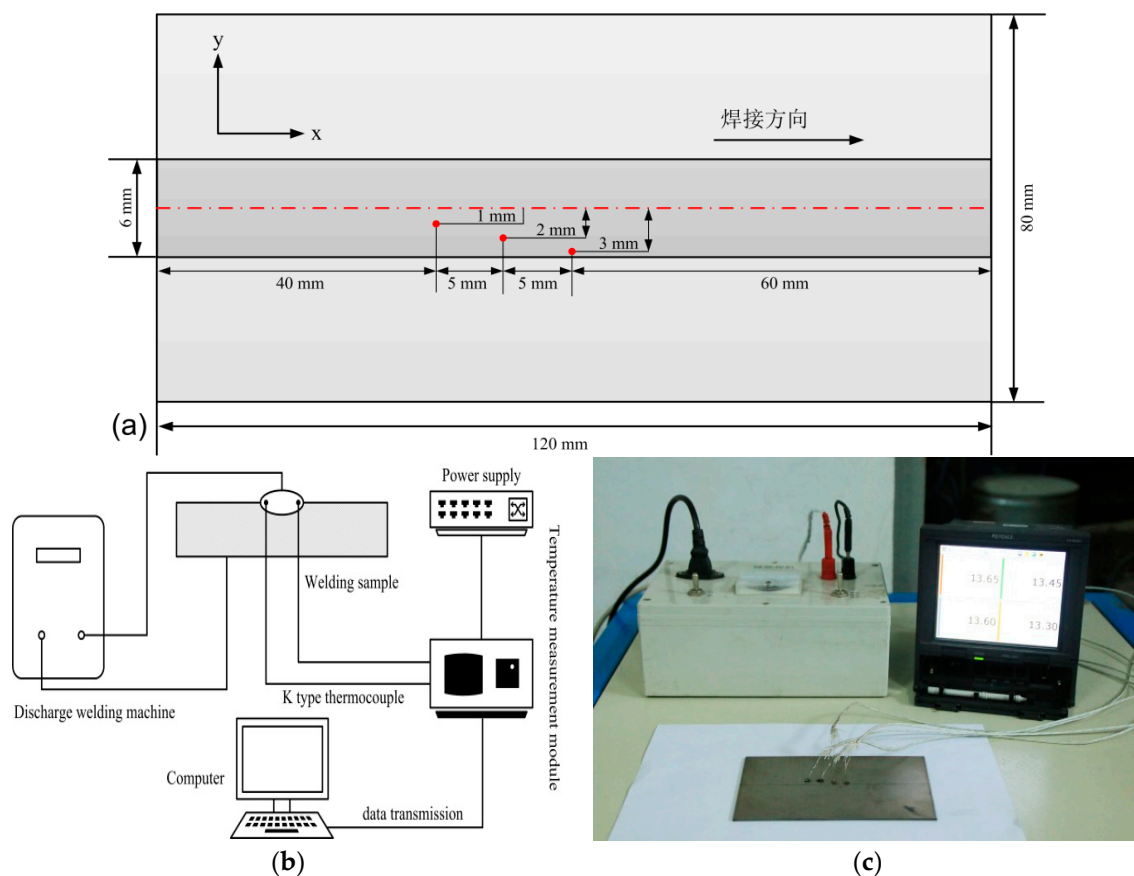 y
x
焊接方向
6 mm
1 mm
2 mm
3 mm
80 mm
40 mm
5 mm
5 mm
60 mm
(a)
120 mm
Power supply
Welding sample
Temperature measurement module
K type thermocouple
Discharge welding machine
Computer
data transmission
13.65
13.45
13.60
13.30
(b)
(c)